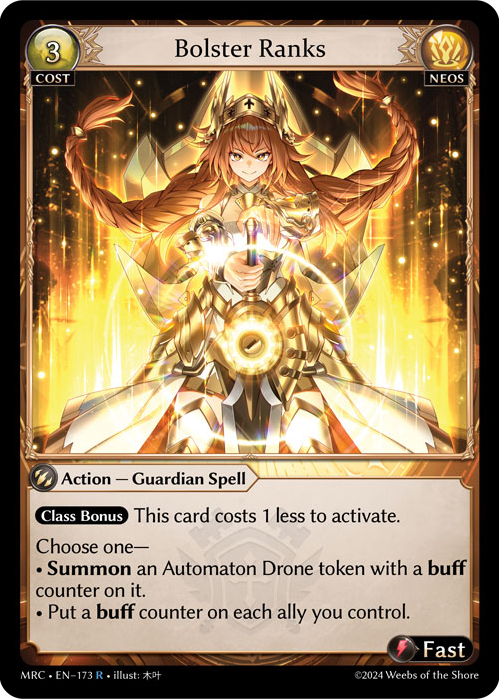 3
Bolster Ranks
COST
NEOS
Action — Guardian Spell
Class Bonus This card costs 1 less to activate.
Choose one—
• Summon an Automaton Drone token with a buff
counter on it.
• Put a buff counter on each ally you control.
Fast
MRC • EN–173 R • illust: 木叶
©2024 Weebs of the Shore